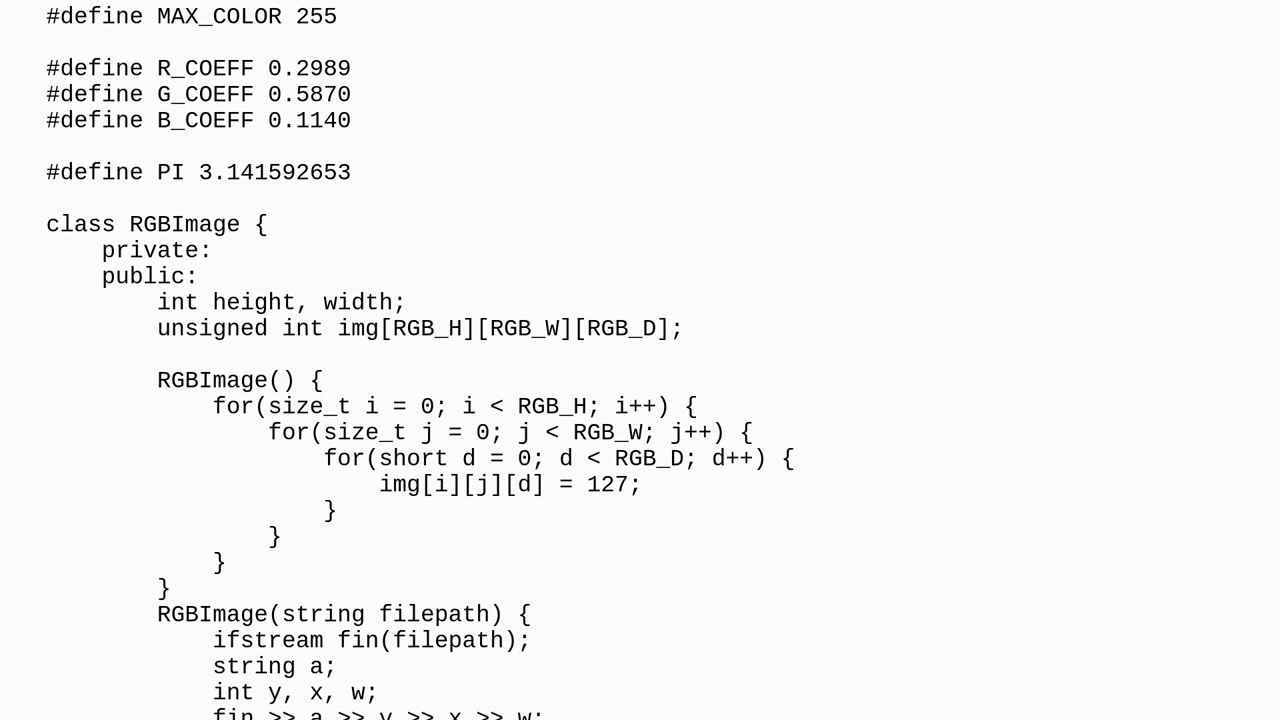 #define MAX_COLOR 255
#define R_COEFF 0.2989
#define G_COEFF 0.5870
#define B_COEFF 0.1140
#define PI 3.141592653
class RGBImage {
private:
public:
int height, width;
unsigned int img[RGB_H][RGB_W][RGB_D];
RGBImage() {
for(size_t i = 0; i < RGB_H; i++) {
for(size_t j = 0; j < RGB_W; j++) {
for(short d = 0; d < RGB_D; d++) {
img[i][j][d] = 127;
}
}
}
}
RGBImage(string filepath) {
ifstream fin(filepath);
string a;
int y, x, w;
fin >> a >> y >> x >> w;